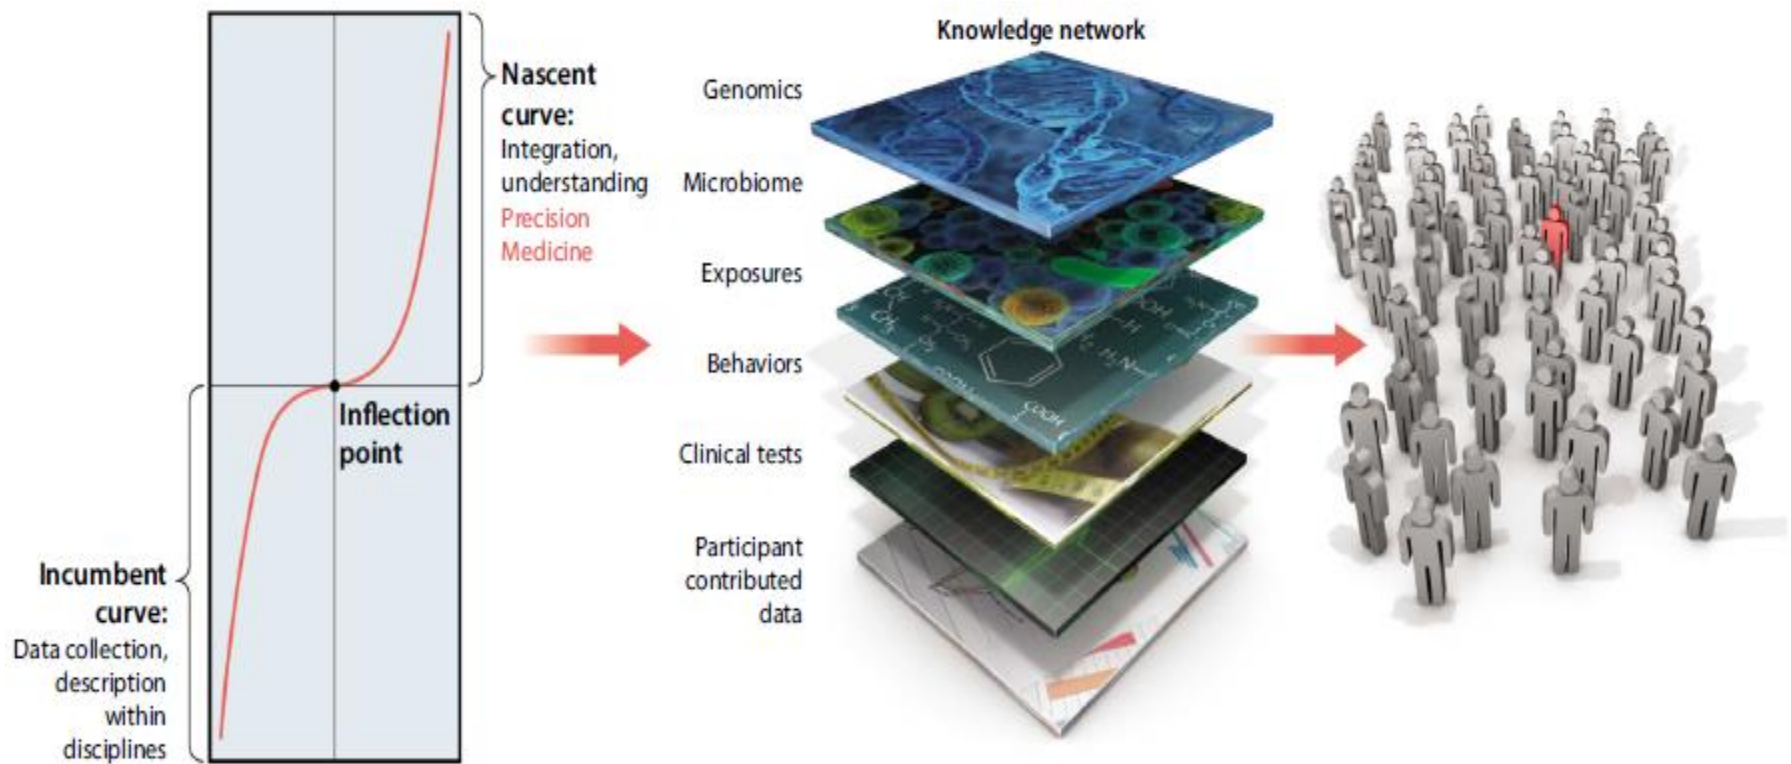 Nascent
curve:
Integration,
understanding
Precision
Medicine
Inflection
point
Incumbent
curve:
Data collection,
description
within
disciplines
Knowledge network
Genomics
Microbiome
Exposures
Behaviors
Clinical tests
Participant
contributed
data
COOH